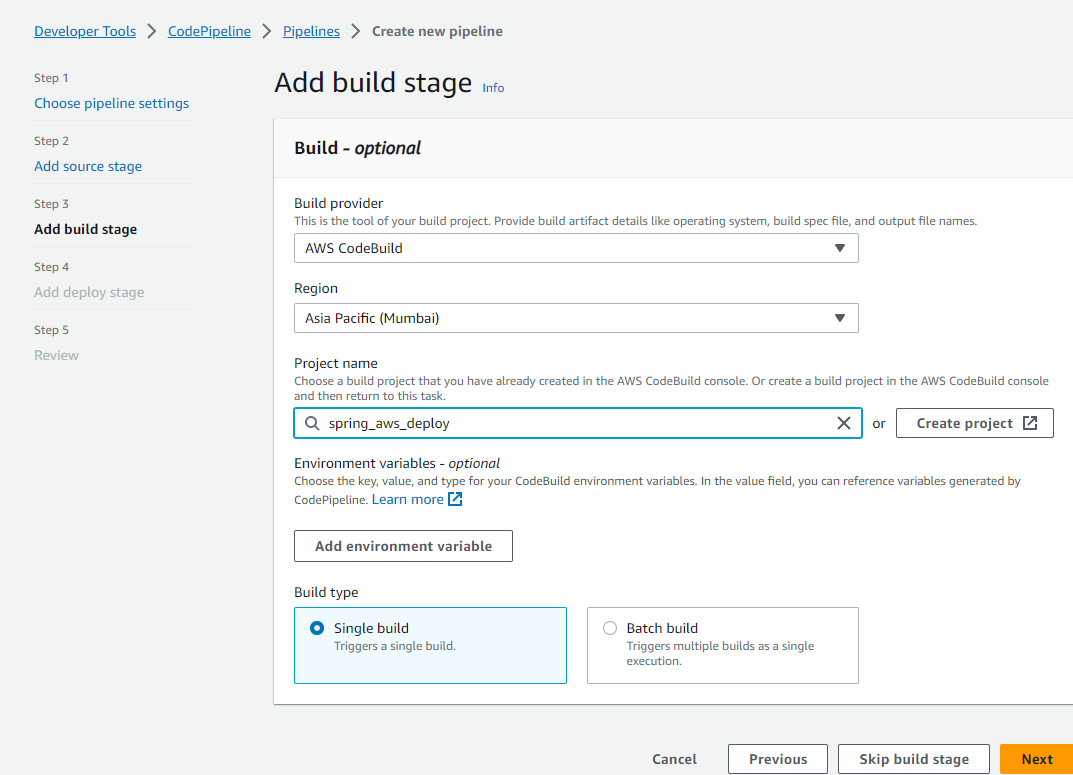 Developer Tools > CodePipeline > Pipelines > Create new pipeline
Step 1
Choose pipeline settings
Step 2
Add source stage
Step 3
Add build stage
Step 4
Add deploy stage
Step 5
Review
Add build stage Info
Build - optional
Build provider
This is the tool of your build project. Provide build artifact details like operating system, build spec file, and output file names.
AWS CodeBuild
Region
Asia Pacific (Mumbai)
Project name
Choose a build project that you have already created in the AWS CodeBuild console. Or create a build project in the AWS CodeBuild console
and then return to this task.
spring_aws_deploy or Create project
Environment variables - optional
Choose the key, value, and type for your CodeBuild environment variables. In the value field, you can reference variables generated by
CodePipeline. Learn more
Add environment variable
Build type
Single build
Triggers a single build.
Batch build
Triggers multiple builds as a single
execution.
Cancel Previous Skip build stage Next